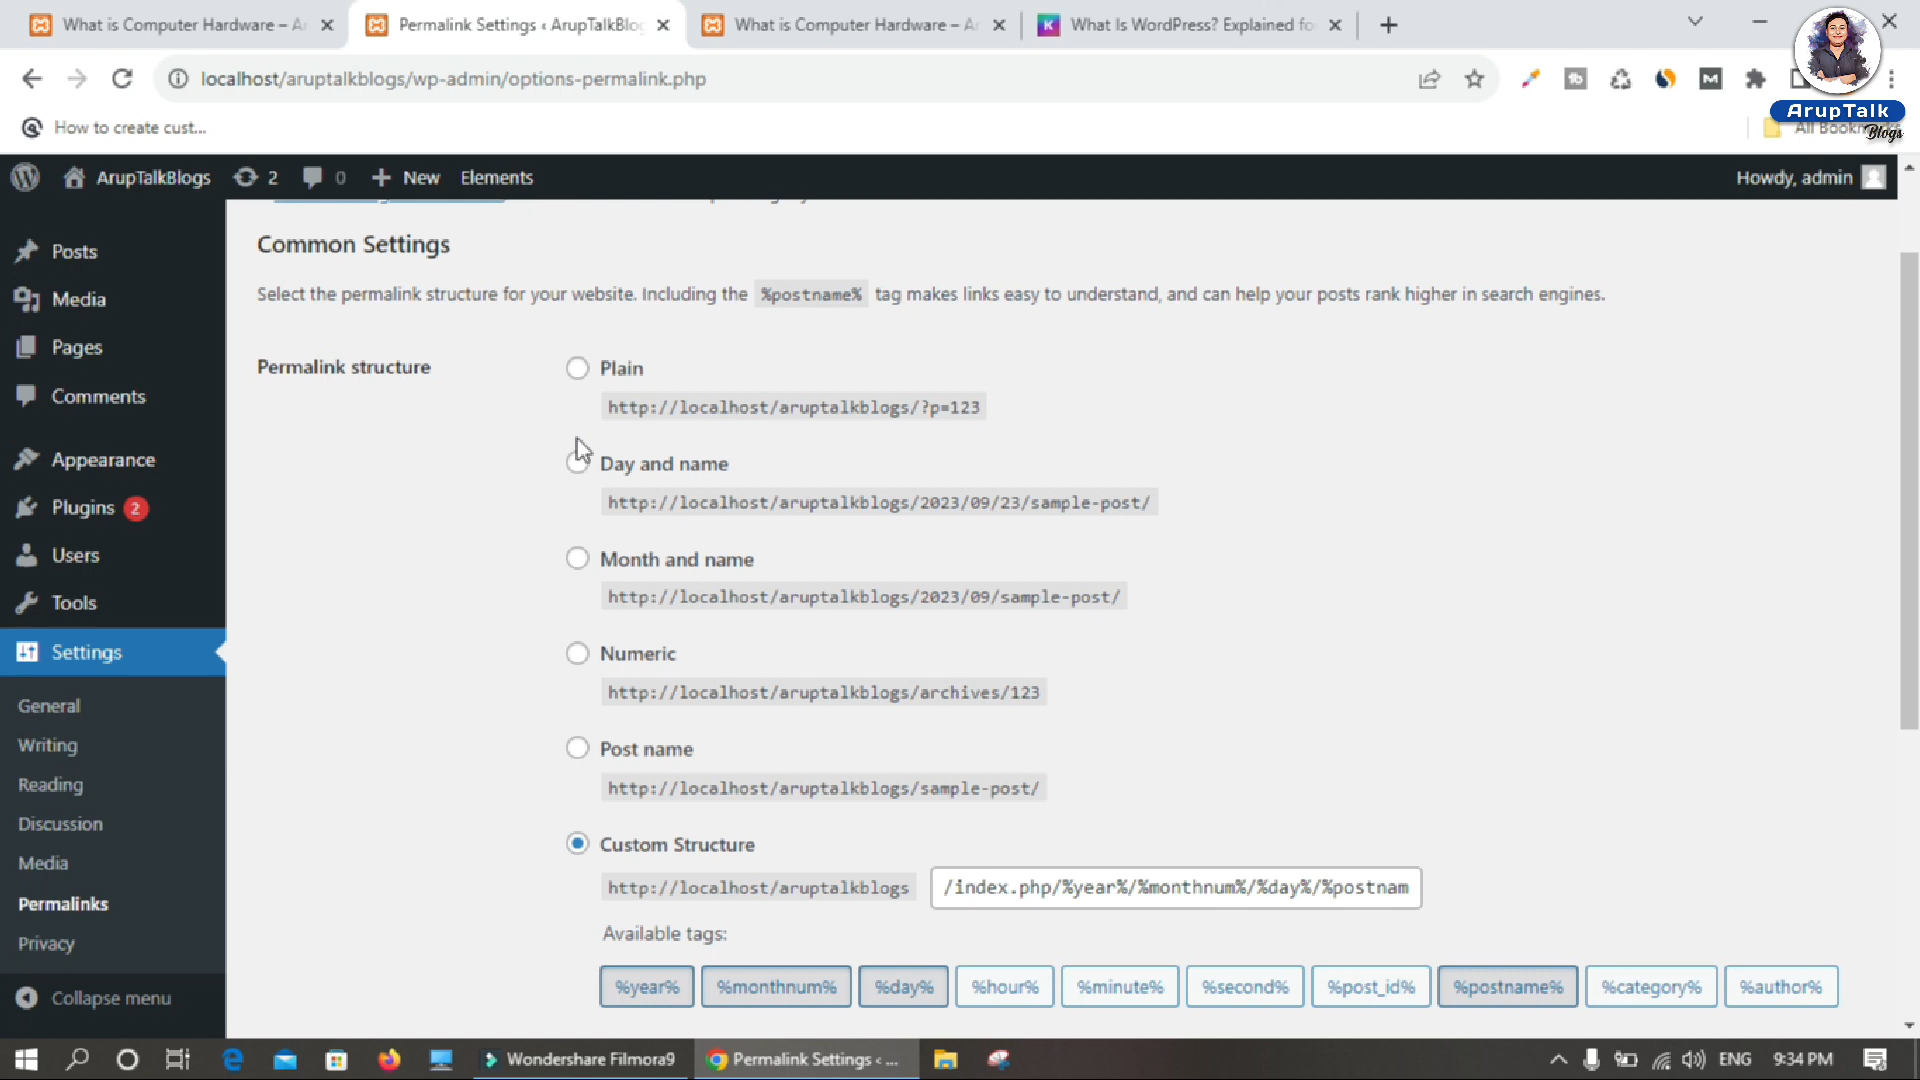 What is Computer Hardware – Ar
Permalink Settings ‹ ArupTalkBlog
What is Computer Hardware – Ar
What Is WordPress? Explained fo
localhost/aruptalkblogs/wp-admin/options-permalink.php
ArupTalk
Blogs
How to create cust...
All Bookmarks
ArupTalkBlogs
2
0
New
Elements
Howdy, admin
Posts
Media
Pages
Comments
Appearance
Plugins 2
Users
Tools
Settings
General
Writing
Reading
Discussion
Media
Permalinks
Privacy
Collapse menu
Common Settings
Select the permalink structure for your website. Including the %postname% tag makes links easy to understand, and can help your posts rank higher in search engines.
Permalink structure
Plain
http://localhost/aruptalkblogs/?p=123
Day and name
http://localhost/aruptalkblogs/2023/09/23/sample-post/
Month and name
http://localhost/aruptalkblogs/2023/09/sample-post/
Numeric
http://localhost/aruptalkblogs/archives/123
Post name
http://localhost/aruptalkblogs/sample-post/
Custom Structure
http://localhost/aruptalkblogs /index.php/%year%/%monthnum%/%day%/%postnam
Available tags:
%year% %monthnum% %day% %hour% %minute% %second% %post_id% %postname% %category% %author%
Wondershare Filmora9
Permalink Settings ‹ ...
ENG
9:34 PM